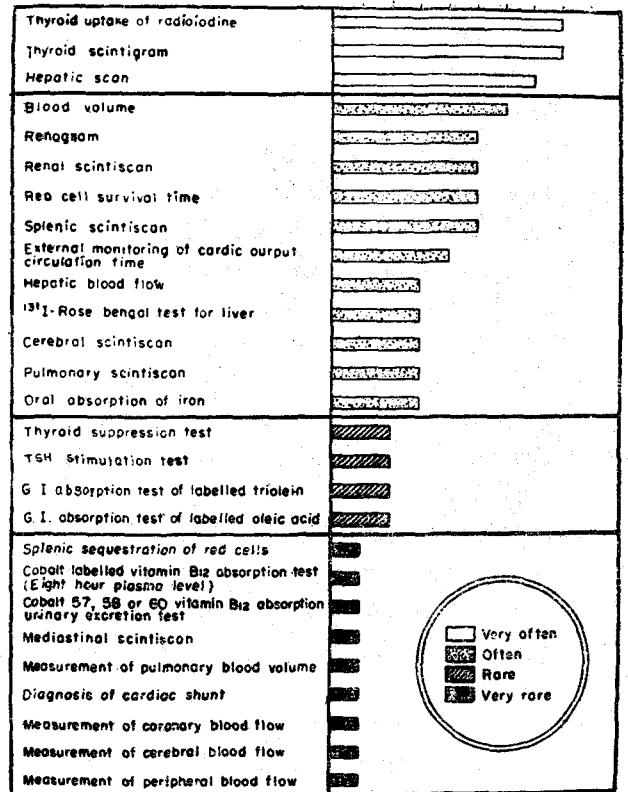 Thyroid uptake of radioiodine
Thyroid scintigram
Hepatic scan
Blood volume
Renogsam
Renal scintiscan
Reo cell survival time
Splenic scintiscan
External monitoring of cardic ourput
circulation time
Hepatic blood flow
¹³¹I-Rose bengal test for liver
Cerebral scintiscan
Pulmonary scintiscan
Oral absorption of iron
Thyroid suppression test
TSH Stimulation test
G I absorption test of labelled triolein
G. I. absorption test of labelled oleic acid
Splenic sequestration of red cells
Cobalt labelled vitamin B12 absorption test
(Eight hour plasma level)
Cobalt 57, 58 or 60 vitamin B12 absorption
urinary excretion test
Mediastinal scintiscan
Measurement of pulmonary blood volume
Diagnosis of cardiac shunt
Measurement of coronary blood flow
Measurement of cerebral blood flow
Measurement of peripheral blood flow
Very often
Often
Rare
Very rare